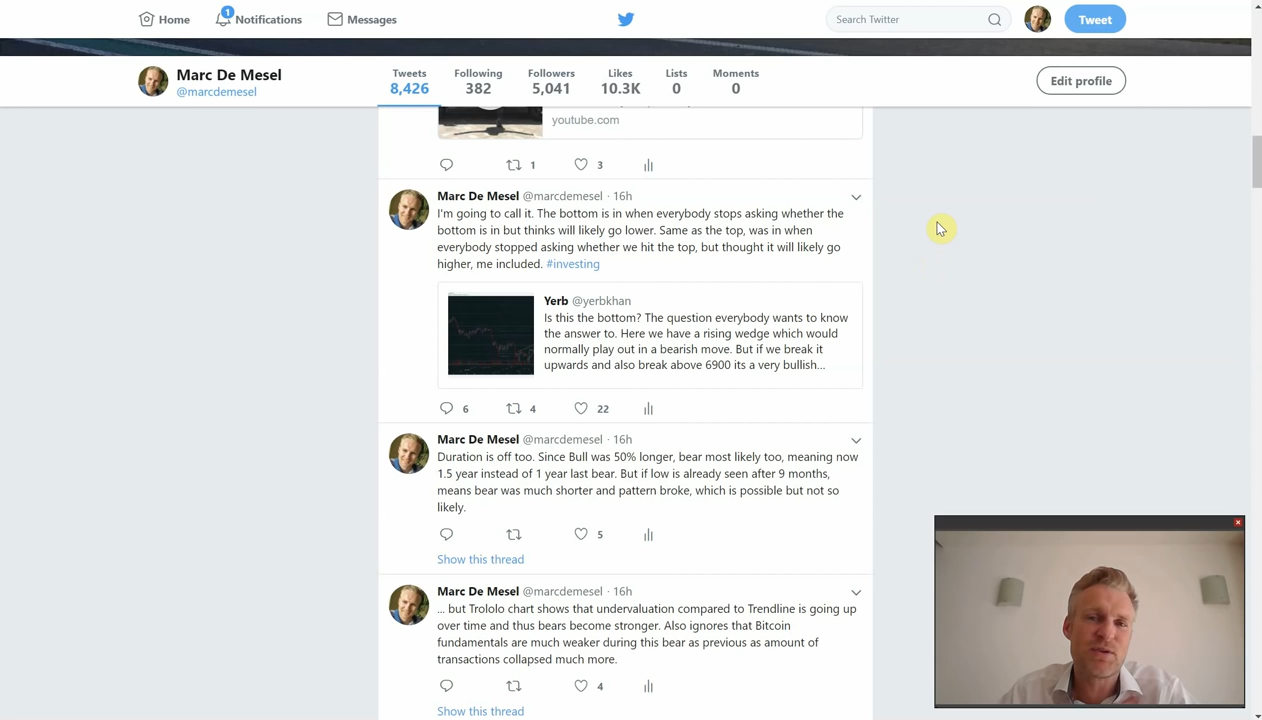 Home
1
Notifications
Messages
Search Twitter
Tweet
Marc De Mesel
@marcdemesel
Tweets
8,426
Following
382
Followers
5,041
Likes
10.3K
Lists
0
Moments
0
Edit profile
youtube.com
1
3
Marc De Mesel @marcdemesel · 16h
I'm going to call it. The bottom is in when everybody stops asking whether the
bottom is in but thinks will likely go lower. Same as the top, was in when
everybody stopped asking whether we hit the top, but thought it will likely go
higher, me included. #investing
Yerb @yerbkhan
Is this the bottom? The question everybody wants to know
the answer to. Here we have a rising wedge which would
normally play out in a bearish move. But if we break it
upwards and also break above 6900 its a very bullish...
6
4
22
Marc De Mesel @marcdemesel · 16h
Duration is off too. Since Bull was 50% longer, bear most likely too, meaning now
1.5 year instead of 1 year last bear. But if low is already seen after 9 months,
means bear was much shorter and pattern broke, which is possible but not so
likely.
5
Show this thread
Marc De Mesel @marcdemesel · 16h
... but Trololo chart shows that undervaluation compared to Trendline is going up
over time and thus bears become stronger. Also ignores that Bitcoin
fundamentals are much weaker during this bear as previous as amount of
transactions collapsed much more.
4
Show this thread